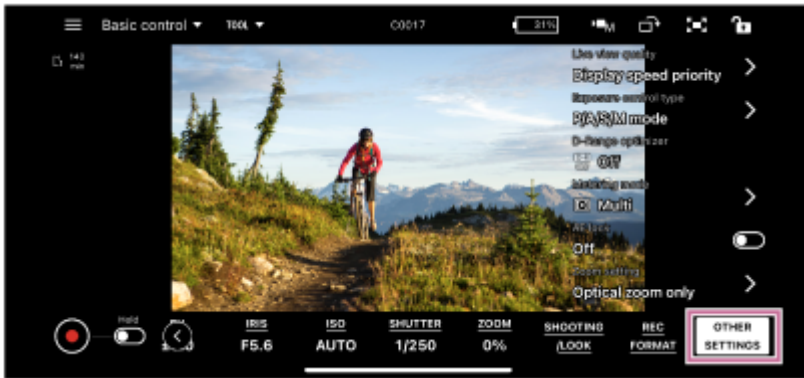 Basic control TOOL C0017 31% M
142 min
Live view quality
Display speed priority
Exposure control type
P/A/S/M mode
D-Range optimizer
Off
Metering mode
Multi
Off
Zoom setting
Optical zoom only
Hold
IRIS ISO SHUTTER ZOOM SHOOTING REC OTHER
F5.6 AUTO 1/250 0% /LOOK FORMAT SETTINGS